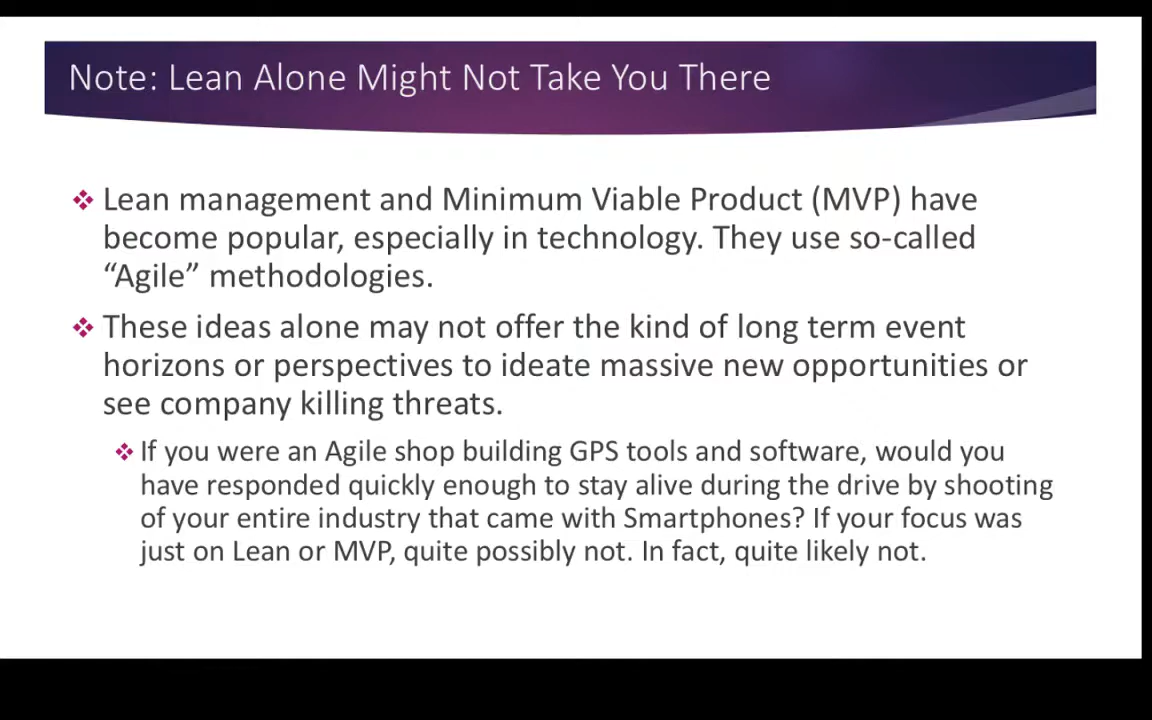 Note: Lean Alone Might Not Take You There
Lean management and Minimum Viable Product (MVP) have
become popular, especially in technology. They use so-called
“Agile” methodologies.
These ideas alone may not offer the kind of long term event
horizons or perspectives to ideate massive new opportunities or
see company killing threats.
If you were an Agile shop building GPS tools and software, would you
have responded quickly enough to stay alive during the drive by shooting
of your entire industry that came with Smartphones? If your focus was
just on Lean or MVP, quite possibly not. In fact, quite likely not.